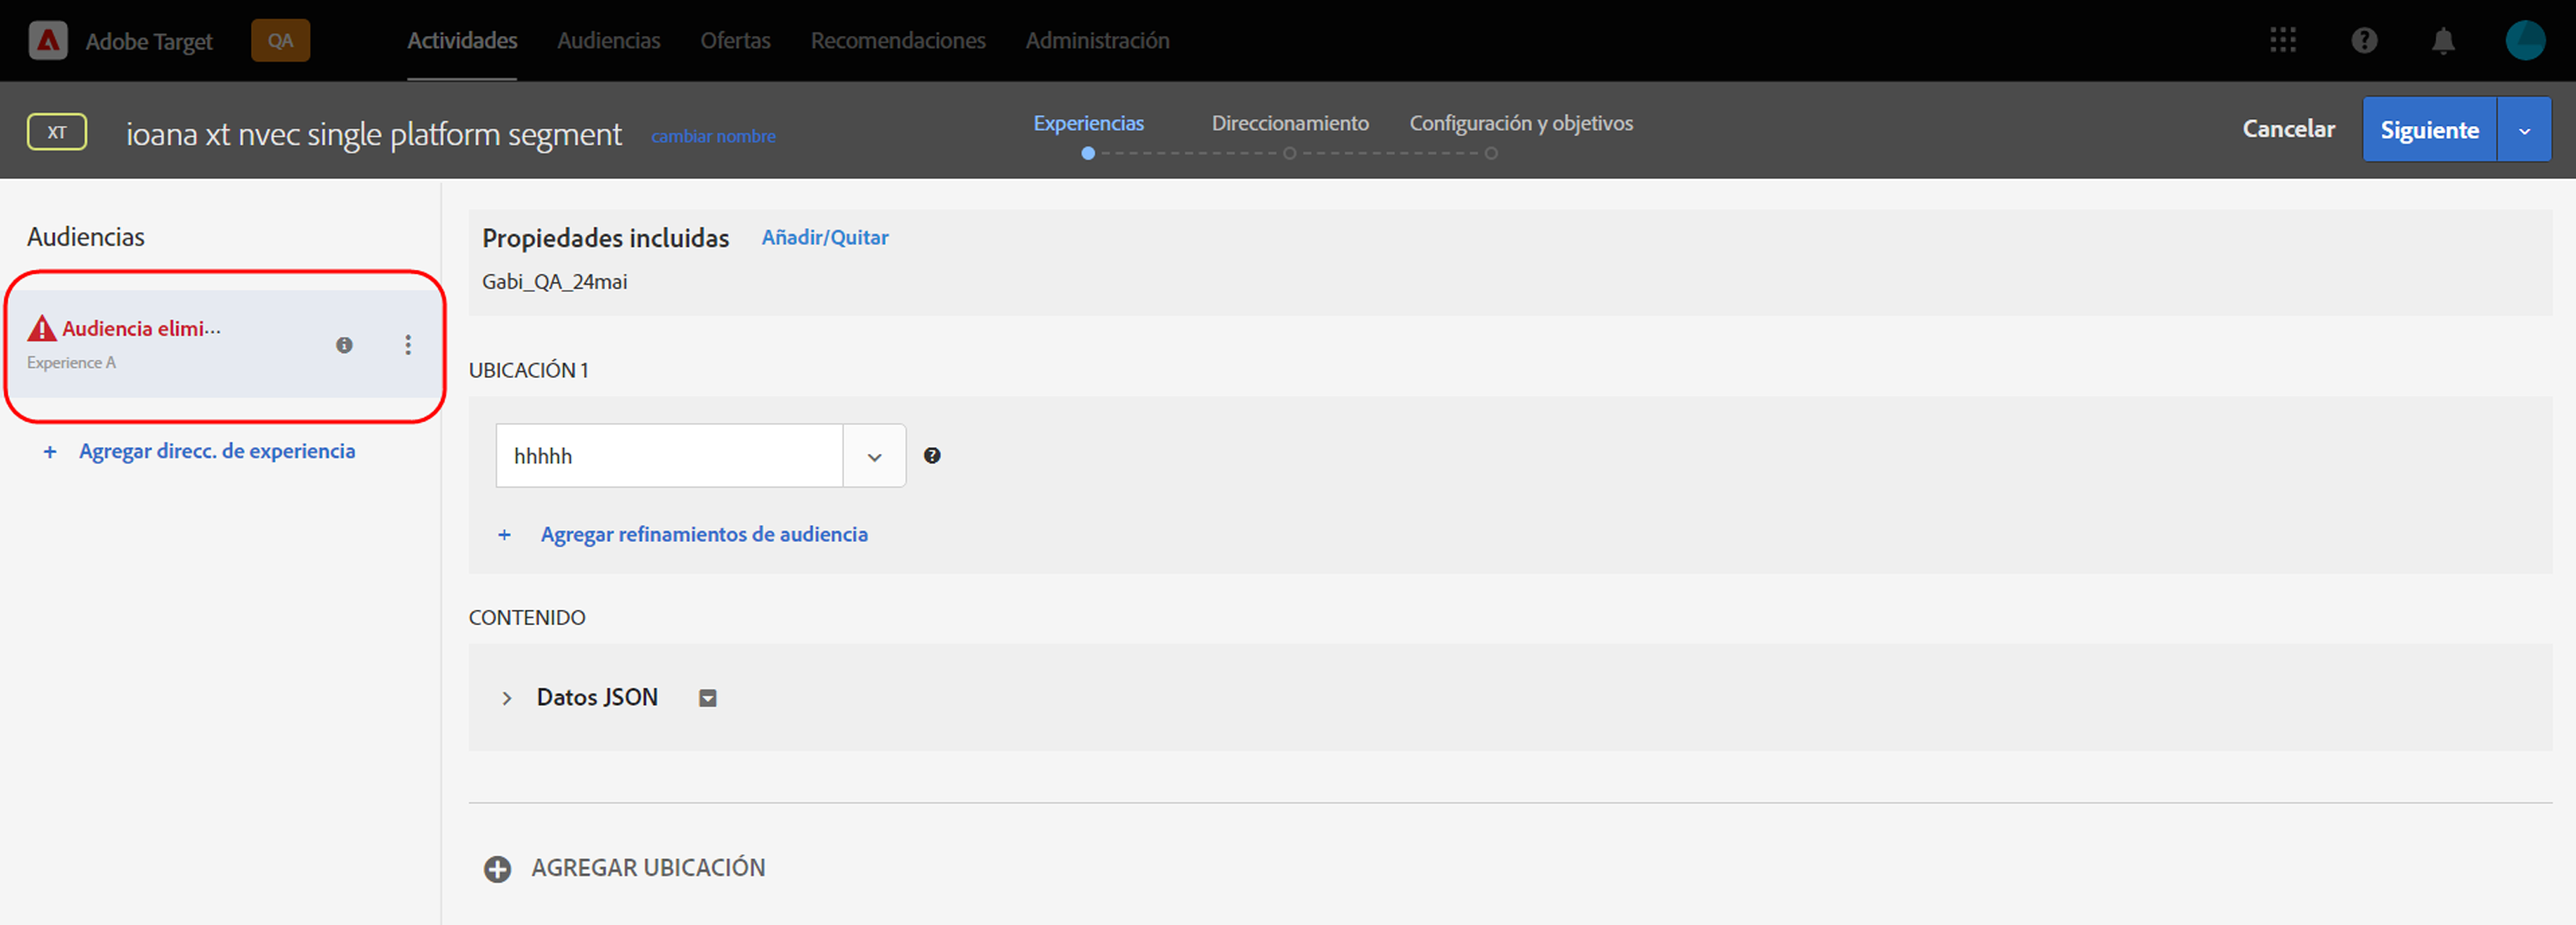 Adobe Target QA Actividades Audiencias Ofertas Recomendaciones Administración
XT ioana xt nvec single platform segment cambiar nombre
Experiencias Direccionamiento Configuración y objetivos
Cancelar Siguiente
Audiencias
Audiencia elimi...
Experience A
+ Agregar direcc. de experiencia
Propiedades incluidas Añadir/Quitar
Gabi_QA_24mai
UBICACIÓN 1
hhhhh
+ Agregar refinamientos de audiencia
CONTENIDO
Datos JSON
AGREGAR UBICACIÓN